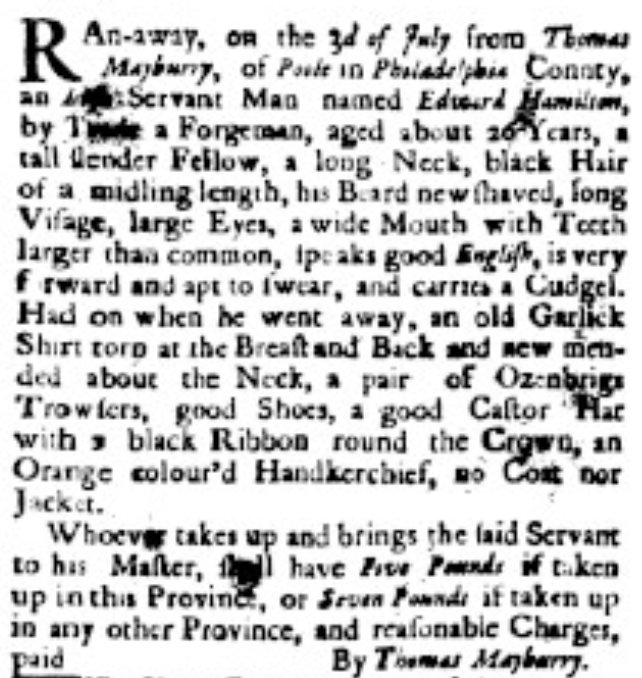 RAn-away, on the 3d of July from Thomas
Mayburry, of Poole in Philadelphia County,
an Servant Man named Edward Hamilton,
by Trade a Forgeman, aged about 26 Years, a
tall ſlender Fellow, a long Neck, black Hair
of a midling length, his Beard new ſhaved, long
Viſage, large Eyes, a wide Mouth with Teeth
larger than common, ſpeaks good Engliſh, is very
f rward and apt to ſwear, and carries a Cudgel.
Had on when he went away, an old Garlick
Shirt torn at the Breaſt and Back and new men-
ded about the Neck, a pair of Ozenbrigs
Trowſers, good Shoes, a good Caſtor Hat
with a black Ribbon round the Crown, an
Orange colour'd Handkerchief, no Coat nor
Jacket.
Whoever takes up and brings the ſaid Servant
to his Maſter, ſhall have Five Pounds if taken
up in this Province, or Seven Pounds if taken up
in any other Province, and reaſonable Charges,
paid By Thomas Mayburry.